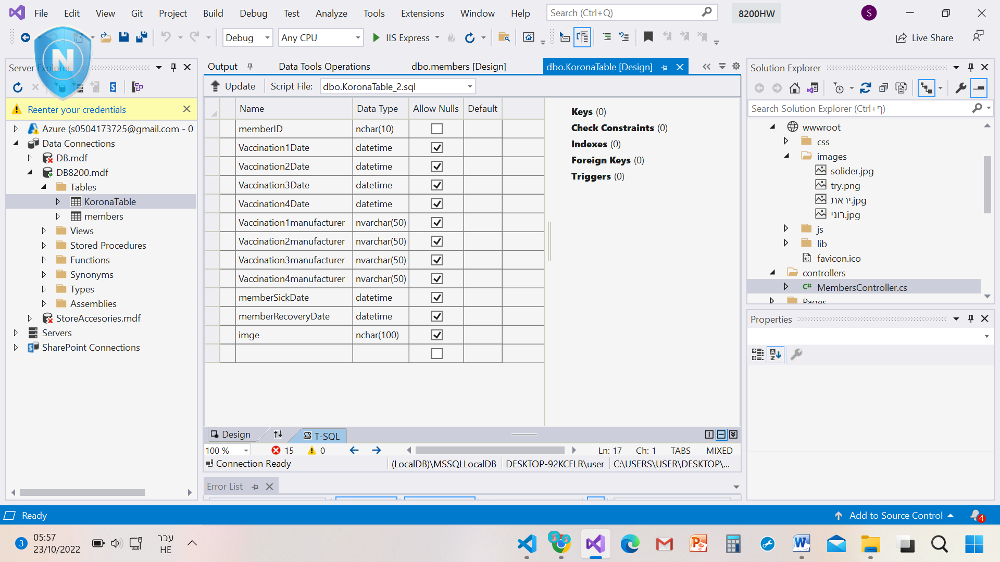 File Edit View Git Project Build Debug Test Analyze Tools Extensions Window Help Search (Ctrl+Q) 8200HW S
Debug Any CPU IIS Express Live Share
N
Server Explorer
Reenter your credentials
Azure (s0504173725@gmail.com - 0
Data Connections
DB.mdf
DB8200.mdf
Tables
KoronaTable
members
Views
Stored Procedures
Functions
Synonyms
Types
Assemblies
StoreAccesories.mdf
Servers
SharePoint Connections
Output Data Tools Operations dbo.members [Design] dbo.KoronaTable [Design]
Update Script File: dbo.KoronaTable_2.sql
Name Data Type Allow Nulls Default
memberID nchar(10)
Vaccination1Date datetime
Vaccination2Date datetime
Vaccination3Date datetime
Vaccination4Date datetime
Vaccination1manufacturer nvarchar(50)
Vaccination2manufacturer nvarchar(50)
Vaccination3manufacturer nvarchar(50)
Vaccination4manufacturer nvarchar(50)
memberSickDate datetime
memberRecoveryDate datetime
imge nchar(100)
Keys (0)
Check Constraints (0)
Indexes (0)
Foreign Keys (0)
Triggers (0)
Design T-SQL
100 % 15 0 Ln: 17 Ch: 1 TABS MIXED
Connection Ready (LocalDB)\MSSQLLocalDB DESKTOP-92KCFLR\user C:\USERS\USER\DESKTOP\...
Error List
Solution Explorer
Search Solution Explorer (Ctrl+ף)
wwwroot
css
images
solider.jpg
try.png
יראת.jpg
רוני.jpg
js
lib
favicon.ico
controllers
C# MembersController.cs
Pages
Properties
Ready Add to Source Control 4
3 05:57 23/10/2022 עבר HE